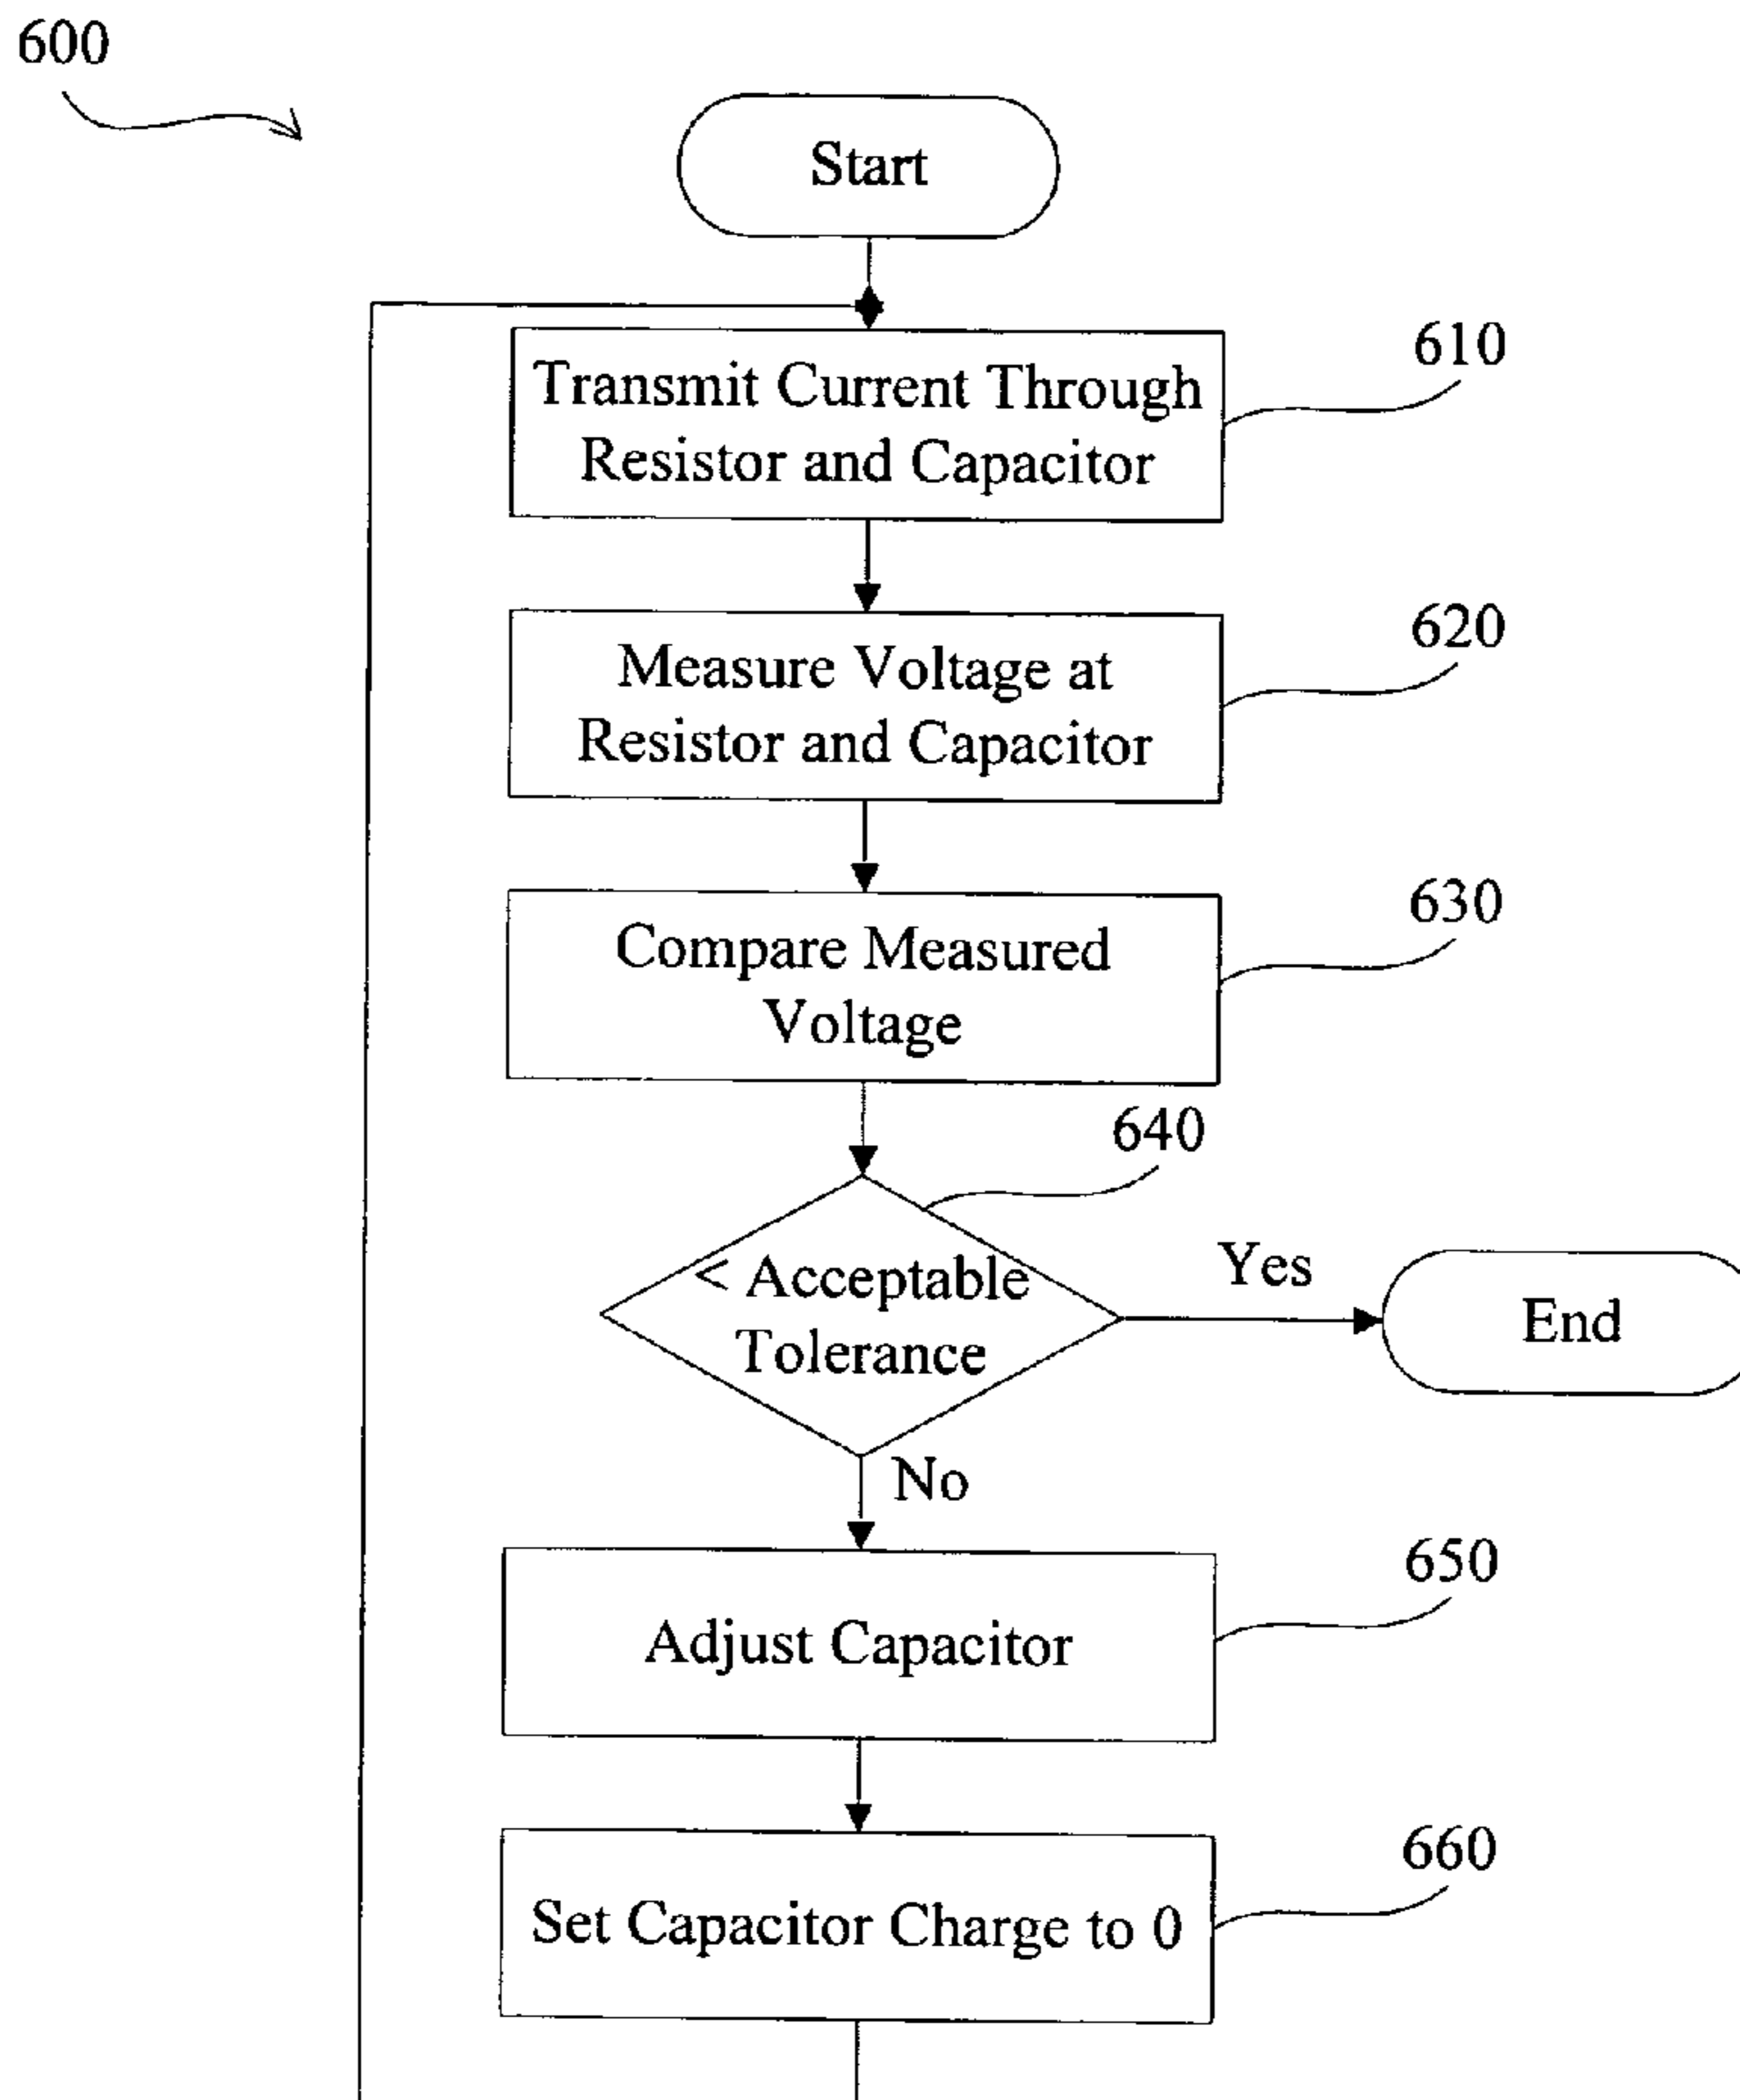 600
Start
Transmit Current Through
Resistor and Capacitor
610
Measure Voltage at
Resistor and Capacitor
620
Compare Measured
Voltage
630
640
< Acceptable
Tolerance
Yes
End
No
Adjust Capacitor
650
Set Capacitor Charge to 0
660